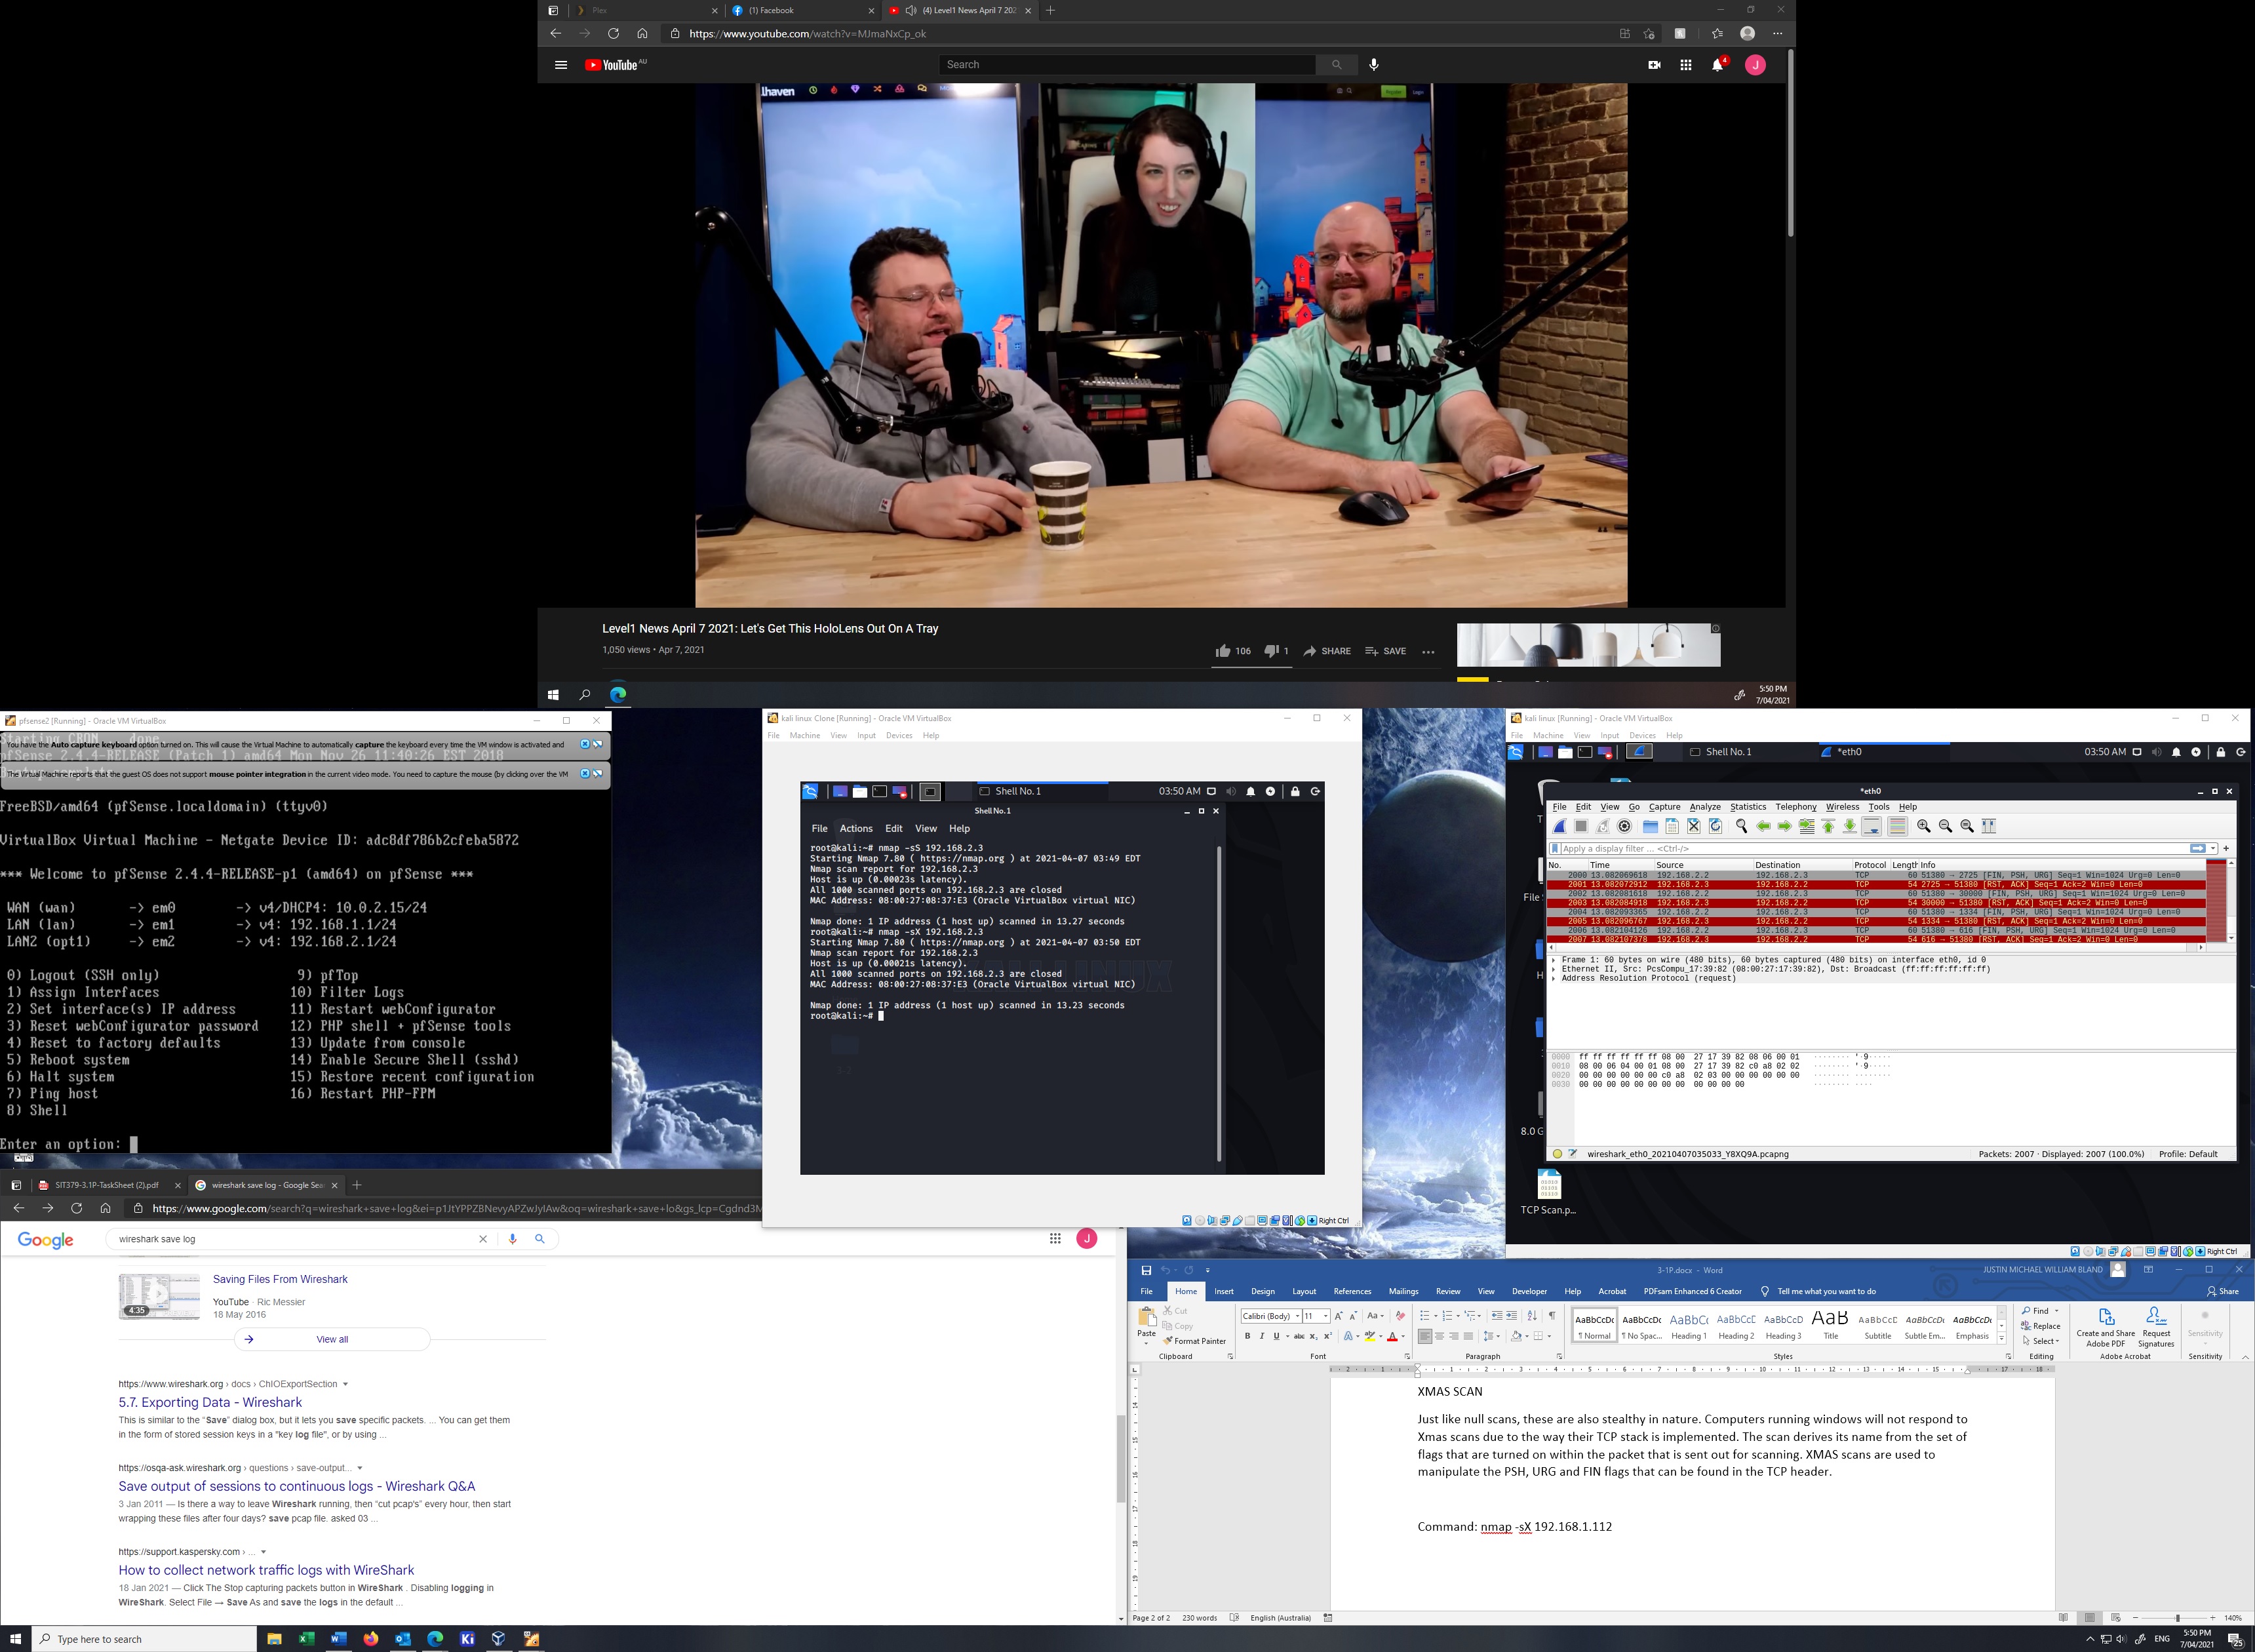 Plex
(1) Facebook
(4) Level1 News April 7 202
https://www.youtube.com/watch?v=MJmaNxCp_ok
YouTube AU
Search
4
J
lhaven
Level1 News April 7 2021: Let's Get This HoloLens Out On A Tray
1,050 views • Apr 7, 2021
106
1
SHARE
SAVE
5:50 PM
7/04/2021
pfsense2 [Running] - Oracle VM VirtualBox
You have the Auto capture keyboard option turned on. This will cause the Virtual Machine to automatically capture the keyboard every time the VM window is activated and
pfSense 2.4.4-RELEASE (Patch 1) amd64 Mon Nov 26 11:40:26 EST 2018
The Virtual Machine reports that the guest OS does not support mouse pointer integration in the current video mode. You need to capture the mouse (by clicking over the VM
FreeBSD/amd64 (pfSense.localdomain) (ttyv0)
VirtualBox Virtual Machine - Netgate Device ID: adc8df786b2cfeba5872
*** Welcome to pfSense 2.4.4-RELEASE-p1 (amd64) on pfSense ***
WAN (wan) -> em0 -> v4/DHCP4: 10.0.2.15/24
LAN (lan) -> em1 -> v4: 192.168.1.1/24
LAN2 (opt1) -> em2 -> v4: 192.168.2.1/24
0) Logout (SSH only) 9) pfTop
1) Assign Interfaces 10) Filter Logs
2) Set interface(s) IP address 11) Restart webConfigurator
3) Reset webConfigurator password 12) PHP shell + pfSense tools
4) Reset to factory defaults 13) Update from console
5) Reboot system 14) Enable Secure Shell (sshd)
6) Halt system 15) Restore recent configuration
7) Ping host 16) Restart PHP-FPM
8) Shell
Enter an option:
kali linux Clone [Running] - Oracle VM VirtualBox
File Machine View Input Devices Help
Shell No. 1
03:50 AM
Shell No.1
File Actions Edit View Help
root@kali:~# nmap -sS 192.168.2.3
Starting Nmap 7.80 ( https://nmap.org ) at 2021-04-07 03:49 EDT
Nmap scan report for 192.168.2.3
Host is up (0.00023s latency).
All 1000 scanned ports on 192.168.2.3 are closed
MAC Address: 08:00:27:08:37:E3 (Oracle VirtualBox virtual NIC)
Nmap done: 1 IP address (1 host up) scanned in 13.27 seconds
root@kali:~# nmap -sX 192.168.2.3
Starting Nmap 7.80 ( https://nmap.org ) at 2021-04-07 03:50 EDT
Nmap scan report for 192.168.2.3
Host is up (0.00021s latency).
All 1000 scanned ports on 192.168.2.3 are closed
MAC Address: 08:00:27:08:37:E3 (Oracle VirtualBox virtual NIC)
Nmap done: 1 IP address (1 host up) scanned in 13.23 seconds
root@kali:~#
Right Ctrl
kali linux [Running] - Oracle VM VirtualBox
File Machine View Input Devices Help
Shell No. 1
*eth0
03:50 AM
*eth0
File Edit View Go Capture Analyze Statistics Telephony Wireless Tools Help
Apply a display filter ... <Ctrl-/>
No. Time Source Destination Protocol Length Info
2000 13.082069618 192.168.2.2 192.168.2.3 TCP 60 51380 → 2725 [FIN, PSH, URG] Seq=1 Win=1024 Urg=0 Len=0
2001 13.082072912 192.168.2.3 192.168.2.2 TCP 54 2725 → 51380 [RST, ACK] Seq=1 Ack=2 Win=0 Len=0
2002 13.082081618 192.168.2.2 192.168.2.3 TCP 60 51380 → 30000 [FIN, PSH, URG] Seq=1 Win=1024 Urg=0 Len=0
2003 13.082084918 192.168.2.3 192.168.2.2 TCP 54 30000 → 51380 [RST, ACK] Seq=1 Ack=2 Win=0 Len=0
2004 13.082093365 192.168.2.2 192.168.2.3 TCP 60 51380 → 1334 [FIN, PSH, URG] Seq=1 Win=1024 Urg=0 Len=0
2005 13.082096767 192.168.2.3 192.168.2.2 TCP 54 1334 → 51380 [RST, ACK] Seq=1 Ack=2 Win=0 Len=0
2006 13.082104126 192.168.2.2 192.168.2.3 TCP 60 51380 → 616 [FIN, PSH, URG] Seq=1 Win=1024 Urg=0 Len=0
2007 13.082107378 192.168.2.3 192.168.2.2 TCP 54 616 → 51380 [RST, ACK] Seq=1 Ack=2 Win=0 Len=0
Frame 1: 60 bytes on wire (480 bits), 60 bytes captured (480 bits) on interface eth0, id 0
Ethernet II, Src: PcsCompu_17:39:82 (08:00:27:17:39:82), Dst: Broadcast (ff:ff:ff:ff:ff:ff)
Address Resolution Protocol (request)
0000 ff ff ff ff ff ff 08 00 27 17 39 82 08 06 00 01
0010 08 00 06 04 00 01 08 00 27 17 39 82 c0 a8 02 02
0020 00 00 00 00 00 00 c0 a8 02 03 00 00 00 00 00 00
0030 00 00 00 00 00 00 00 00 00 00 00 00
wireshark_eth0_20210407035033_Y8XQ9A.pcapng
Packets: 2007 · Displayed: 2007 (100.0%)
Profile: Default
File
8.0 G
TCP Scan.p...
Right Ctrl
SIT379-3.1P-TaskSheet (2).pdf
wireshark save log - Google Sea
https://www.google.com/search?q=wireshark+save+log&ei=p1JtYPPZBNevyAPZwJyIAw&oq=wireshark+save+lo&gs_lcp=Cgdnd3M
Google
wireshark save log
J
4:35
Saving Files From Wireshark
YouTube · Ric Messier
18 May 2016
View all
https://www.wireshark.org › docs › ChIOExportSection
5.7. Exporting Data - Wireshark
This is similar to the “Save” dialog box, but it lets you save specific packets. ... You can get them
in the form of stored session keys in a "key log file", or by using ...
https://osqa-ask.wireshark.org › questions › save-output...
Save output of sessions to continuous logs - Wireshark Q&A
3 Jan 2011 — Is there a way to leave Wireshark running, then “cut pcap's” every hour, then start
wrapping these files after four days? save pcap file. asked 03 ...
https://support.kaspersky.com › ...
How to collect network traffic logs with WireShark
18 Jan 2021 — Click The Stop capturing packets button in WireShark . Disabling logging in
WireShark. Select File → Save As and save the logs in the default ...
3-1P.docx - Word
JUSTIN MICHAEL WILLIAM BLAND
File Home Insert Design Layout References Mailings Review View Developer Help Acrobat PDFsam Enhanced 6 Creator Tell me what you want to do
Share
Paste
Cut
Copy
Format Painter
Calibri (Body) 11
AaBbCcDc AaBbCcDc AaBbCc AaBbCcC AaBbCcD AaB AaBbCcC AaBbCcDc AaBbCcDc
¶ Normal ¶ No Spac... Heading 1 Heading 2 Heading 3 Title Subtitle Subtle Em... Emphasis
Find
Replace
Select
Create and Share
Adobe PDF
Request
Signatures
Sensitivity
Clipboard Font Paragraph Styles Editing Adobe Acrobat Sensitivity
XMAS SCAN
Just like null scans, these are also stealthy in nature. Computers running windows will not respond to
Xmas scans due to the way their TCP stack is implemented. The scan derives its name from the set of
flags that are turned on within the packet that is sent out for scanning. XMAS scans are used to
manipulate the PSH, URG and FIN flags that can be found in the TCP header.
Command: nmap -sX 192.168.1.112
Page 2 of 2 230 words English (Australia)
140%
Type here to search
ENG
5:50 PM
7/04/2021
25